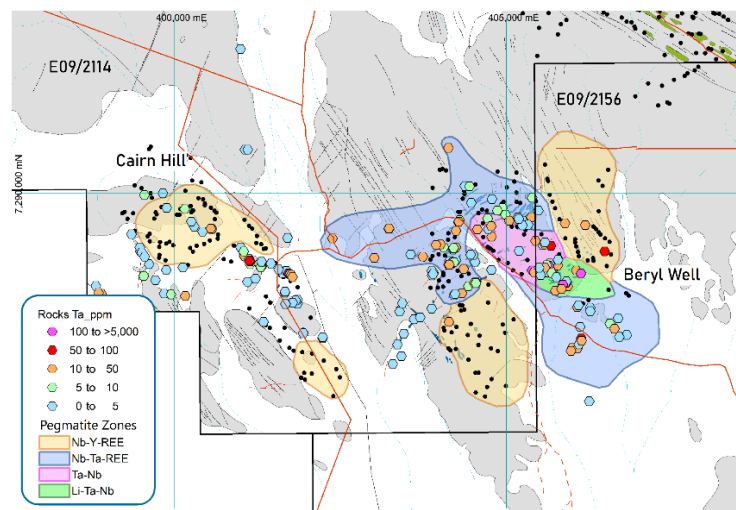 400,000 mE
405,000 mE
E09/2114
E09/2156
Cairn Hill
7,290,000 mN
Beryl Well
Rocks Ta_ppm
100 to >5,000
50 to 100
10 to 50
5 to 10
0 to 5
Pegmatite Zones
Nb-Y-REE
Nb-Ta-REE
Ta-Nb
Li-Ta-Nb